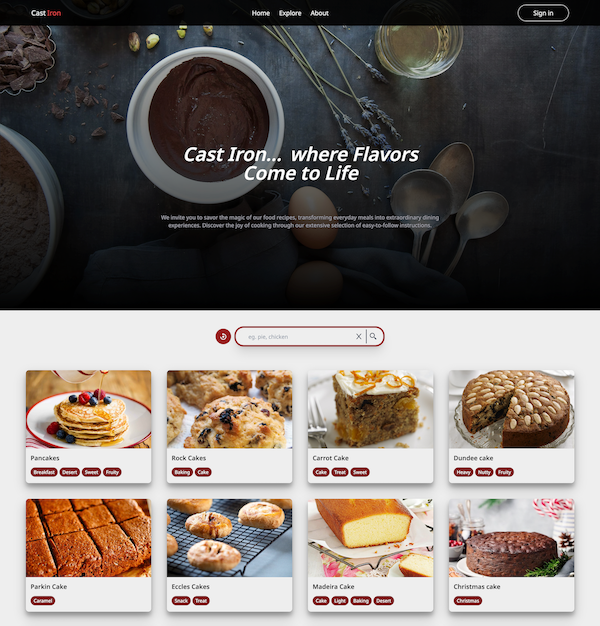 Cast Iron
Home Explore About
Sign in
Cast Iron... where Flavors
Come to Life
We invite you to savor the magic of our food recipes, transforming everyday meals into extraordinary dining
experiences. Discover the joy of cooking through our extensive selection of easy-to-follow instructions.
eg. pie, chicken X
Pancakes
Breakfast Desert Sweet Fruity
Rock Cakes
Baking Cake
Carrot Cake
Cake Treat Sweet
Dundee cake
Heavy Nutty Fruity
Parkin Cake
Caramel
Eccles Cakes
Snack Treat
Madeira Cake
Cake Light Baking Desert
Christmas cake
Christmas